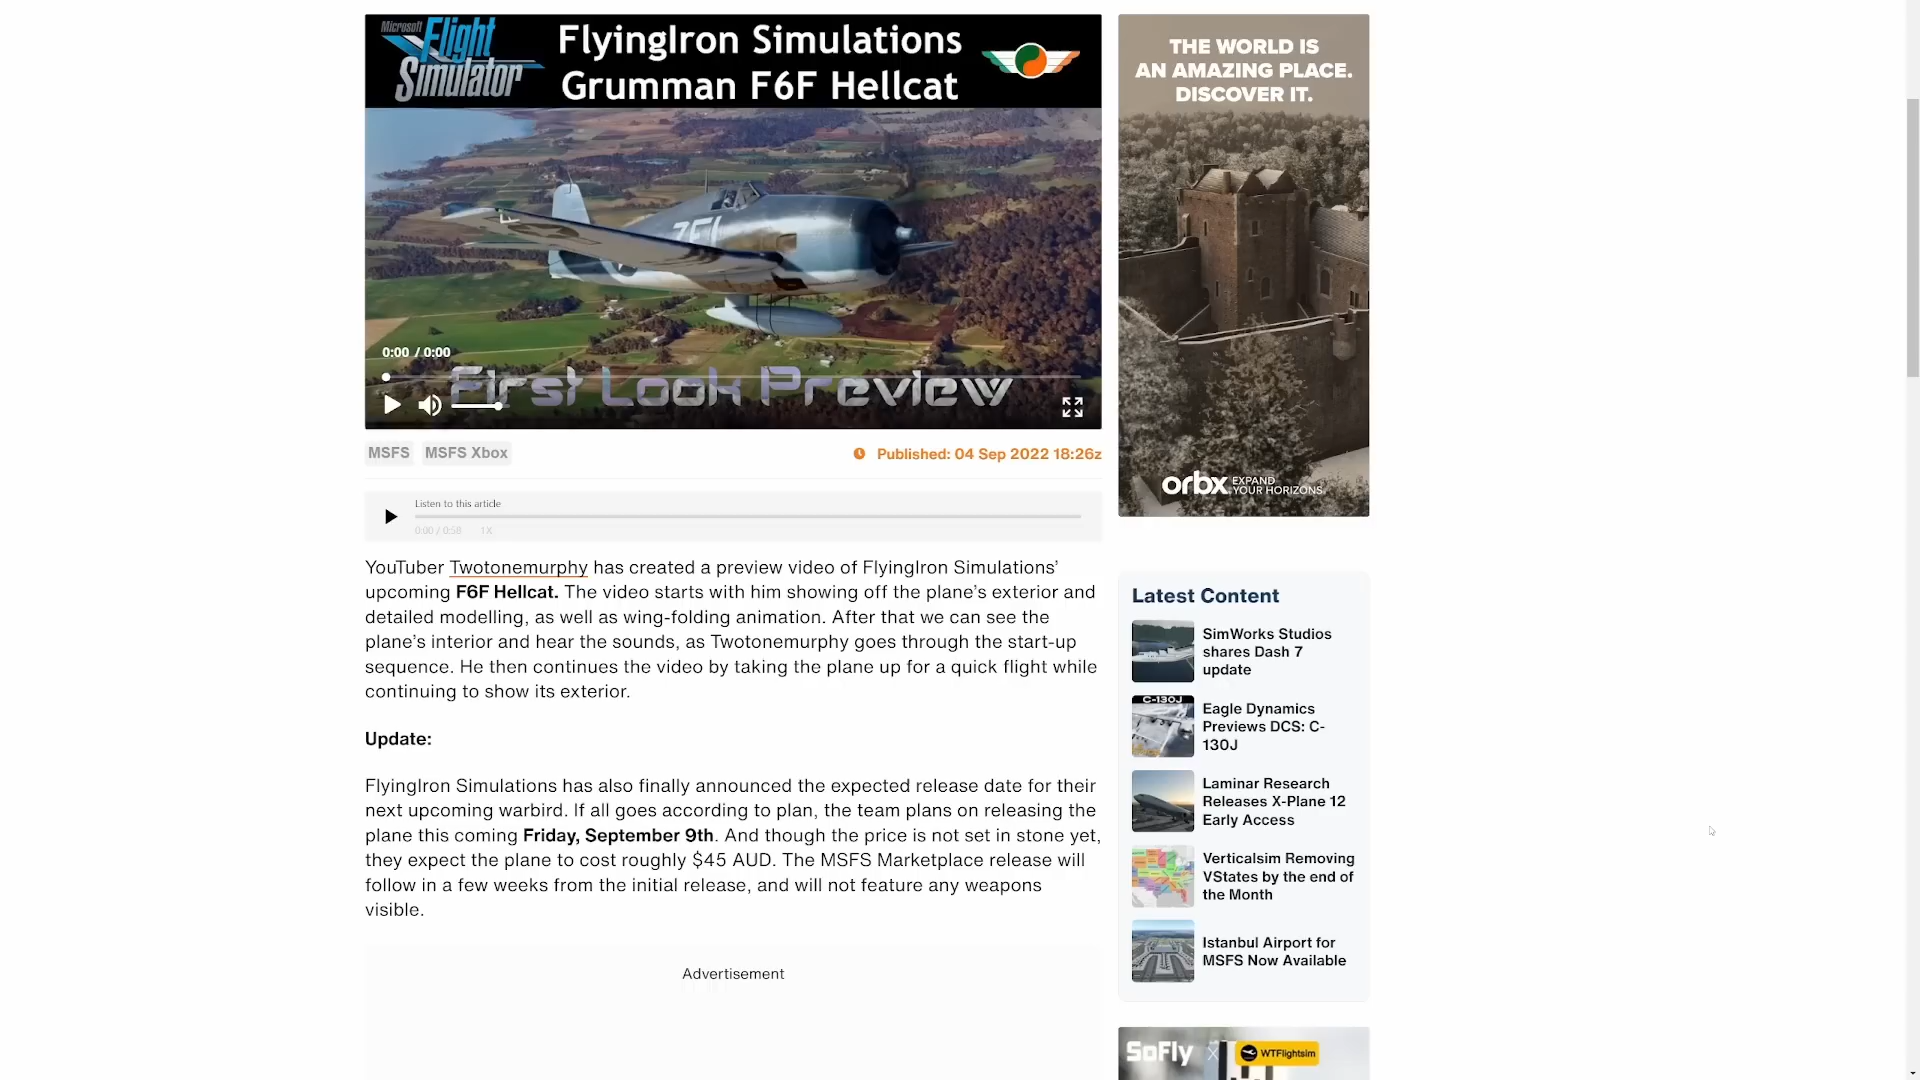 Microsoft
Flight
Simulator
FlyingIron Simulations
Grumman F6F Hellcat
0:00 / 0:00
First Look Preview
MSFS
MSFS Xbox
Published: 04 Sep 2022 18:26z
Listen to this article
0:00 / 0:58
1X
YouTuber Twotonemurphy has created a preview video of FlyingIron Simulations’
upcoming F6F Hellcat. The video starts with him showing off the plane’s exterior and
detailed modelling, as well as wing-folding animation. After that we can see the
plane’s interior and hear the sounds, as Twotonemurphy goes through the start-up
sequence. He then continues the video by taking the plane up for a quick flight while
continuing to show its exterior.
Update:
FlyingIron Simulations has also finally announced the expected release date for their
next upcoming warbird. If all goes according to plan, the team plans on releasing the
plane this coming Friday, September 9th. And though the price is not set in stone yet,
they expect the plane to cost roughly $45 AUD. The MSFS Marketplace release will
follow in a few weeks from the initial release, and will not feature any weapons
visible.
Advertisement
THE WORLD IS
AN AMAZING PLACE.
DISCOVER IT.
orbx EXPAND
YOUR HORIZONS
Latest Content
SimWorks Studios
shares Dash 7
update
C-130J
Eagle Dynamics
Previews DCS: C-
130J
Laminar Research
Releases X-Plane 12
Early Access
Verticalsim Removing
VStates by the end of
the Month
Istanbul Airport for
MSFS Now Available
SoFly X WTFlightsim